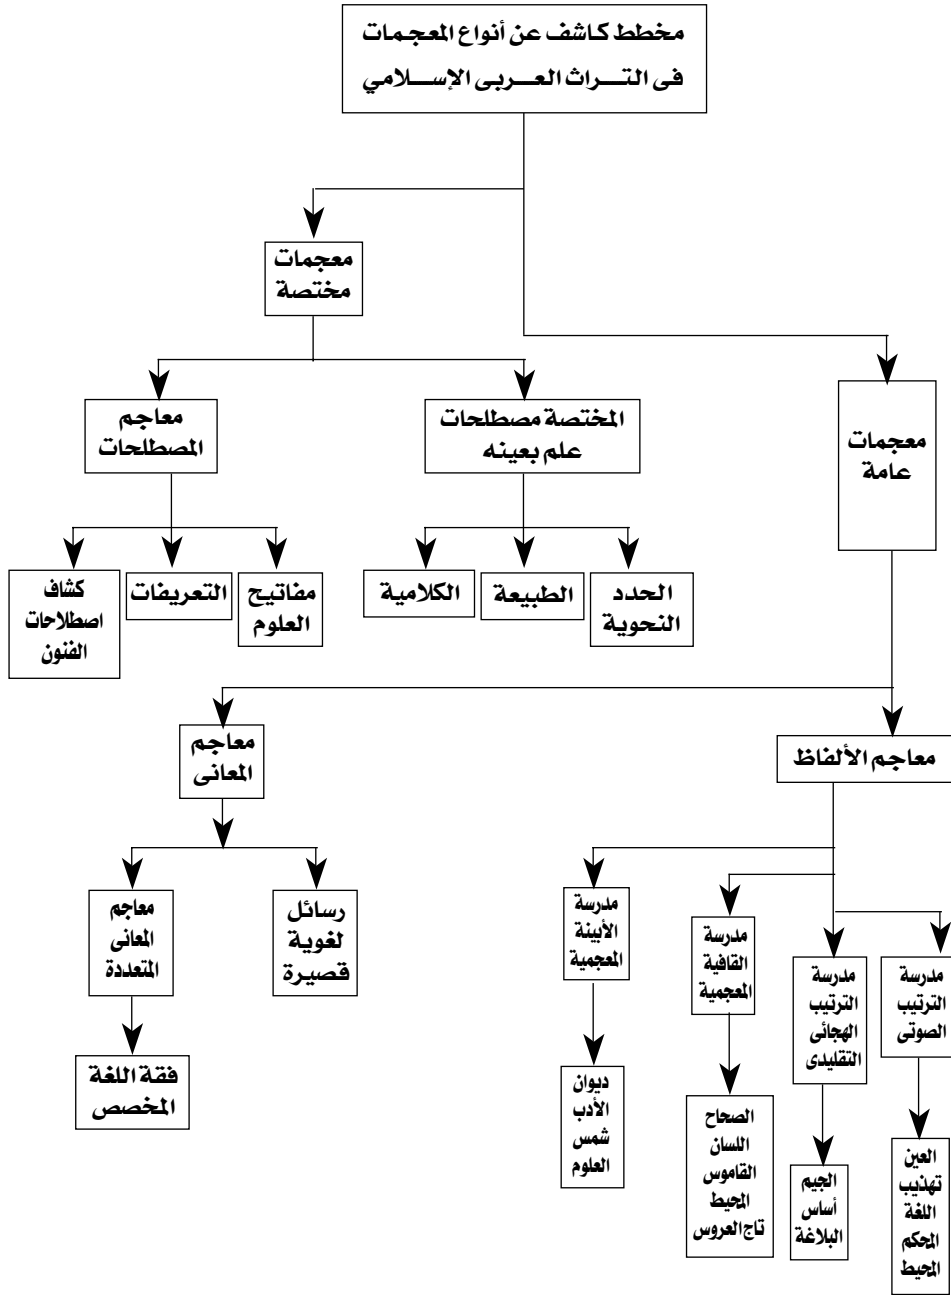 مخطط كاشف عن أنواع المعجمات
فى التـــراث العـــربى الإســـلامي
معجمات
مختصة
معجمات
عامة
المختصة مصطلحات
علم بعينه
معاجم
المصطلحات
الحدد
النحوية
الطبيعة
الكلامية
مفاتيح
العلوم
التعريفات
كشاف
اصطلاحات
الفنون
معاجم الألفاظ
معاجم
المعانى
مدرسة
الترتيب
الصوتى
مدرسة
الترتيب
الهجائى
التقليدى
مدرسة
القافية
المعجمية
مدرسة
الأبينة
المعجمية
رسائل
لغوية
قصيرة
معاجم
المعانى
المتعددة
العين
تهذيب
اللغة
المحكم
المحيط
الجيم
أساس
البلاغة
الصحاح
اللسان
القاموس
المحيط
تاج العروس
ديوان
الأدب
شمس
العلوم
فقة اللغة
المخصص